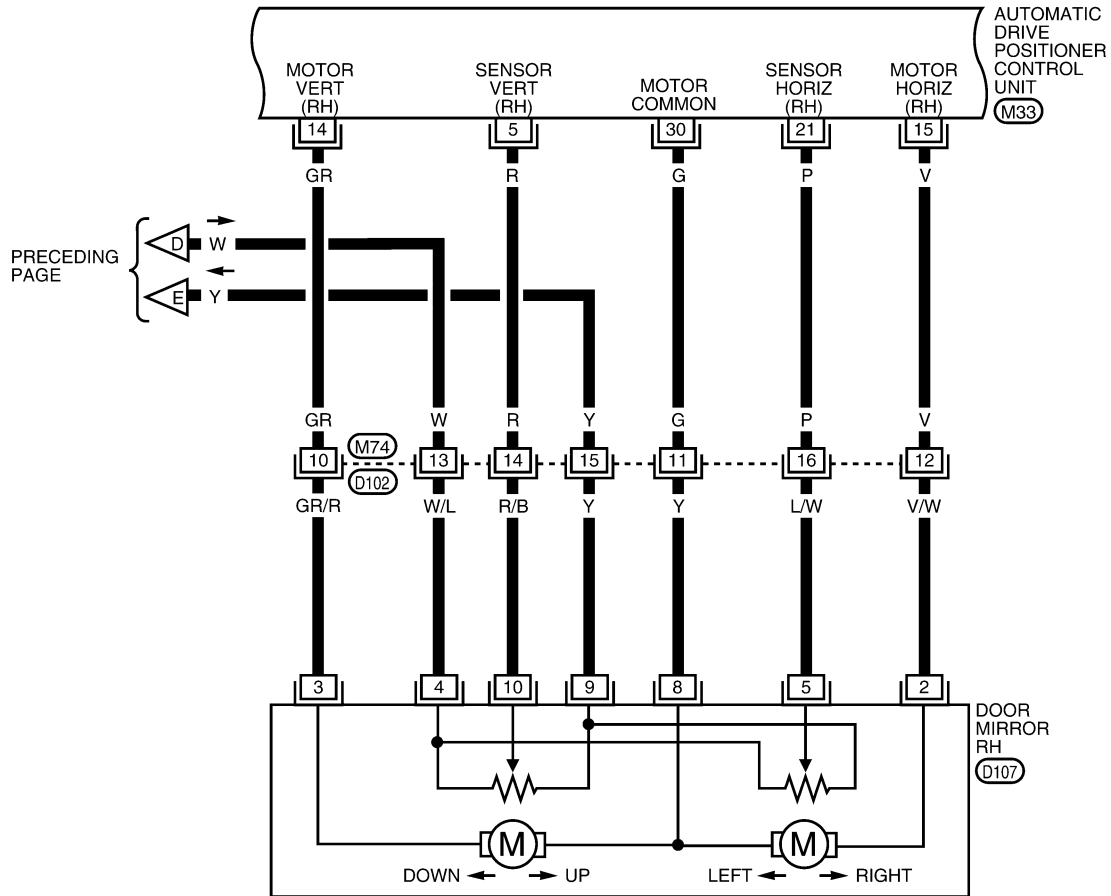 AUTOMATIC
DRIVE
POSITIONER
CONTROL
UNIT
M33
MOTOR
VERT
(RH)
SENSOR
VERT
(RH)
MOTOR
COMMON
SENSOR
HORIZ
(RH)
MOTOR
HORIZ
(RH)
14 5 30 21 15
GR R G P V
PRECEDING
PAGE
D W
E Y
GR W R Y G P V
M74
10 13 14 15 11 16 12
D102
GR/R W/L R/B Y Y L/W V/W
3 4 10 9 8 5 2
DOOR
MIRROR
RH
D107
M M
DOWN UP LEFT RIGHT